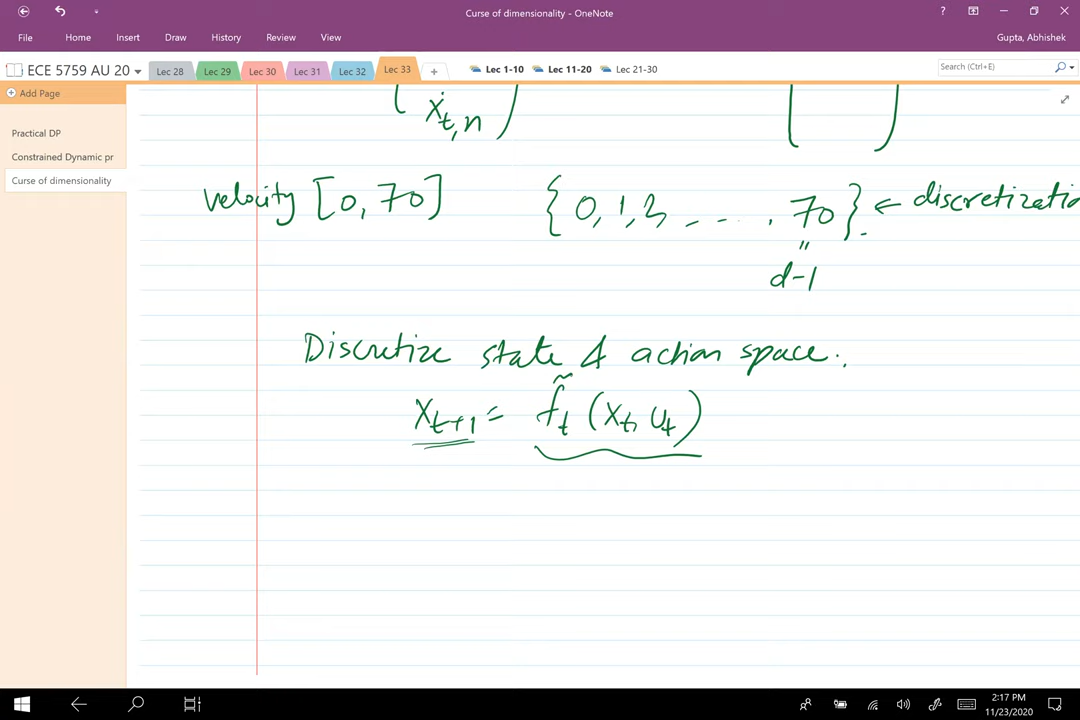 Curse of dimensionality - OneNote
?
File Home Insert Draw History Review View
Gupta, Abhishek
ECE 5759 AU 20
Lec 28
Lec 29
Lec 30
Lec 31
Lec 32
Lec 33
+
Lec 1-10
Lec 11-20
Lec 21-30
Search (Ctrl+E)
Add Page
Practical DP
Constrained Dynamic pr
Curse of dimensionality
ẋ_{t,n}
velocity [0, 70] {0, 1, 2, - . . . . 70} ← discretizatio
"
d-1
Discretize state & action space.
x_{t+1} = f̃_t (x_t, u_t)
2:17 PM
11/23/2020